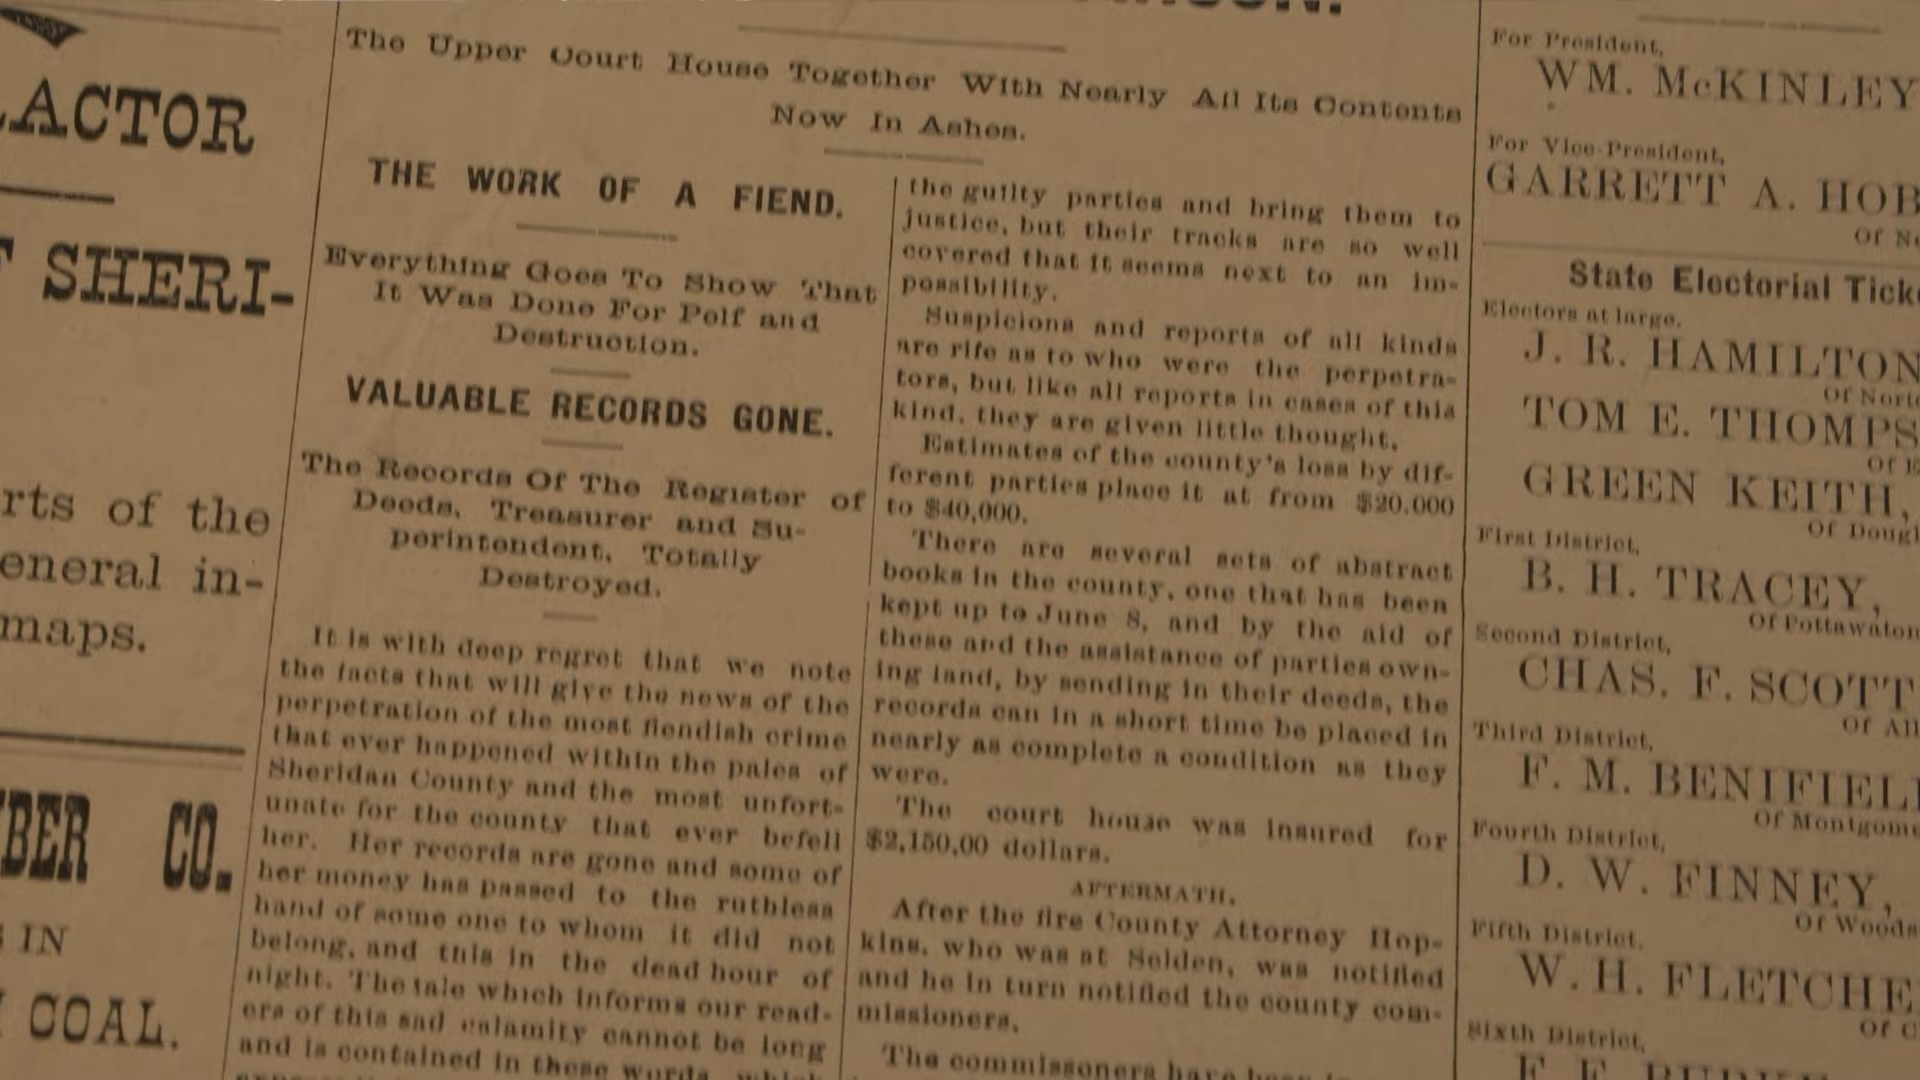 ACTOR
SHERI-
rts of the
eneral in-
maps.
BER CO.
IN
COAL.
The Upper Court House Together With Nearly All Its Contents
Now In Ashes.
THE WORK OF A FIEND.
Everything Goes To Show That
It Was Done For Pelf and
Destruction.
VALUABLE RECORDS GONE.
The Records Of The Register of
Deeds, Treasurer and Su-
perintendent, Totally
Destroyed.
It is with deep regret that we note
the facts that will give the news of the
perpetration of the most fiendish crime
that ever happened within the pales of
Sheridan County and the most unfort-
unate for the county that ever befell
her. Her records are gone and some of
her money has passed to the ruthless
hand of some one to whom it did not
belong, and this in the dead hour of
night. The tale which informs our read-
ers of this sad calamity cannot be long
and is contained in these words, which
the guilty parties and bring them to
justice, but their tracks are so well
covered that it seems next to an im-
possibility.
Suspicions and reports of all kinds
are rife as to who were the perpetra-
tors, but like all reports in cases of this
kind, they are given little thought.
Estimates of the county's loss by dif-
ferent parties place it at from $20.000
to $40,000.
There are several sets of abstract
books in the county, one that has been
kept up to June 8, and by the aid of
these and the assistance of parties own-
ing land, by sending in their deeds, the
records can in a short time be placed in
nearly as complete a condition as they
were.
The court house was insured for
$2,150,00 dollars.
AFTERMATH.
After the fire County Attorney Hop-
kins, who was at Selden, was notified
and he in turn notified the county com-
missioners.
The commissoners have been
For President,
WM. McKINLEY
For Vice-President,
GARRETT A. HOB
Of Ne
State Electorial Ticke
Electors at large.
J. R. HAMILTON
Of Norto
TOM E. THOMPS
Of E
GREEN KEITH,
Of Dougl
First District,
B. H. TRACEY,
Of Pottawaton
Second District,
CHAS. F. SCOTT
Of All
Third District,
F. M. BENIFIEL
Of Montgome
Fourth District,
D. W. FINNEY,
Of Woods
Fifth District.
W. H. FLETCHE
Of C
Sixth District,